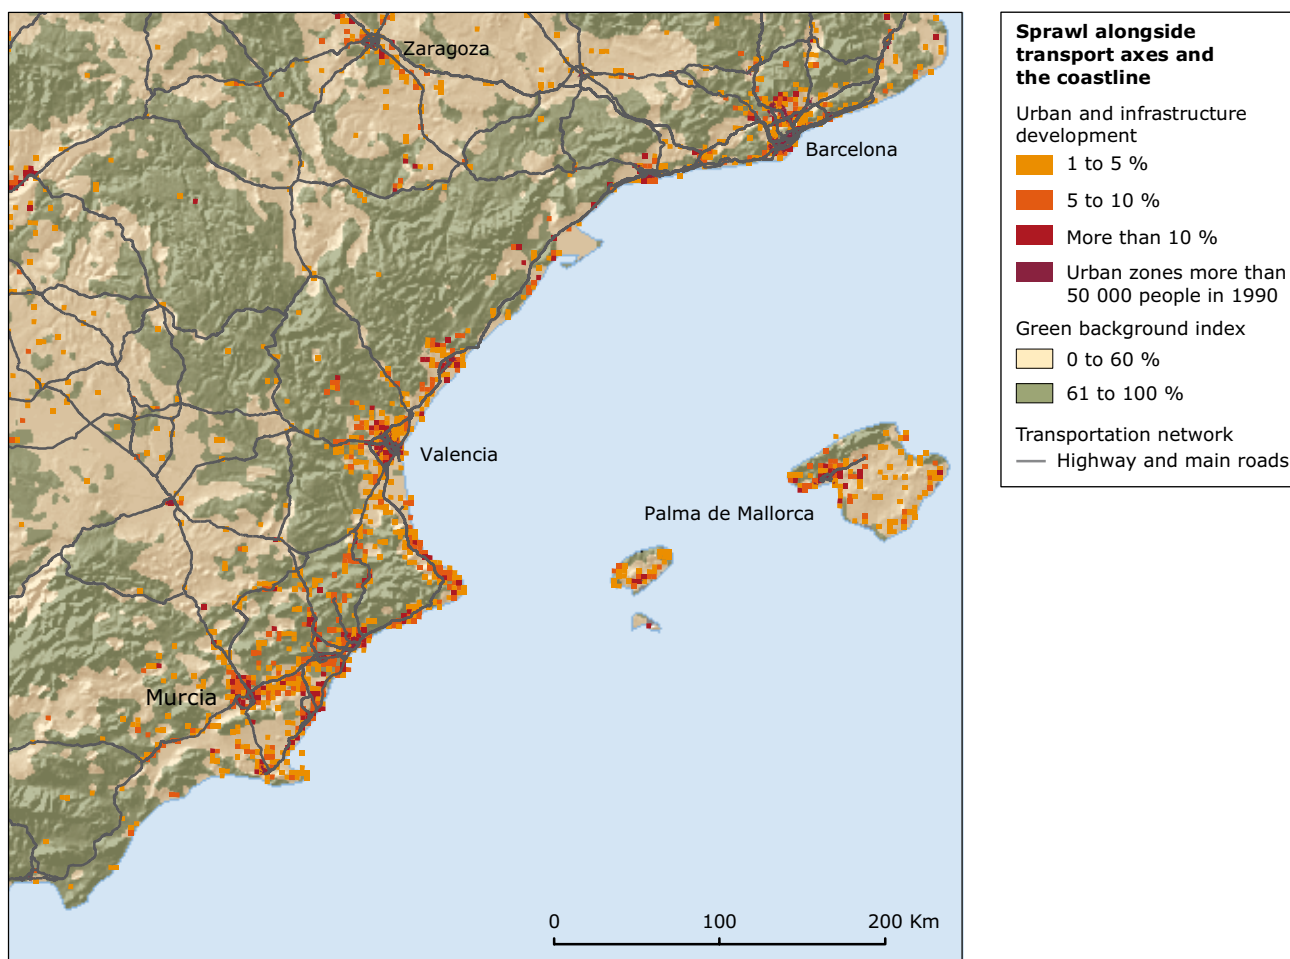 Zaragoza
Barcelona
Valencia
Palma de Mallorca
Murcia
0 100 200 Km
Sprawl alongside
transport axes and
the coastline
Urban and infrastructure
development
1 to 5 %
5 to 10 %
More than 10 %
Urban zones more than
50 000 people in 1990
Green background index
0 to 60 %
61 to 100 %
Transportation network
Highway and main roads